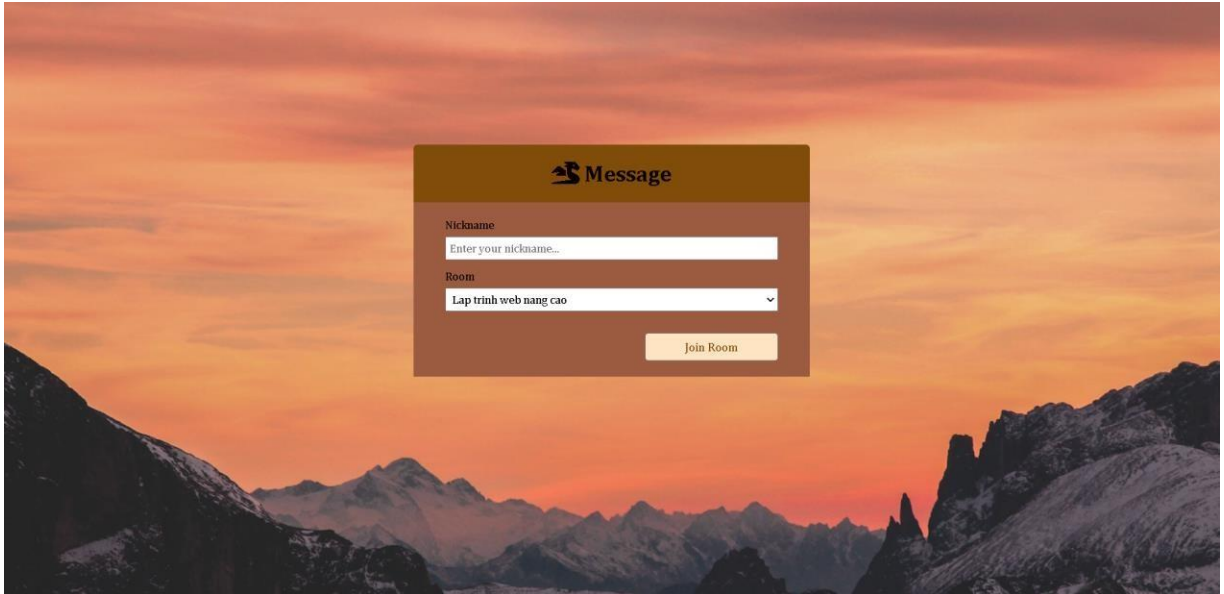 Message
Nickname
Enter your nickname...
Room
Lap trinh web nang cao
Join Room